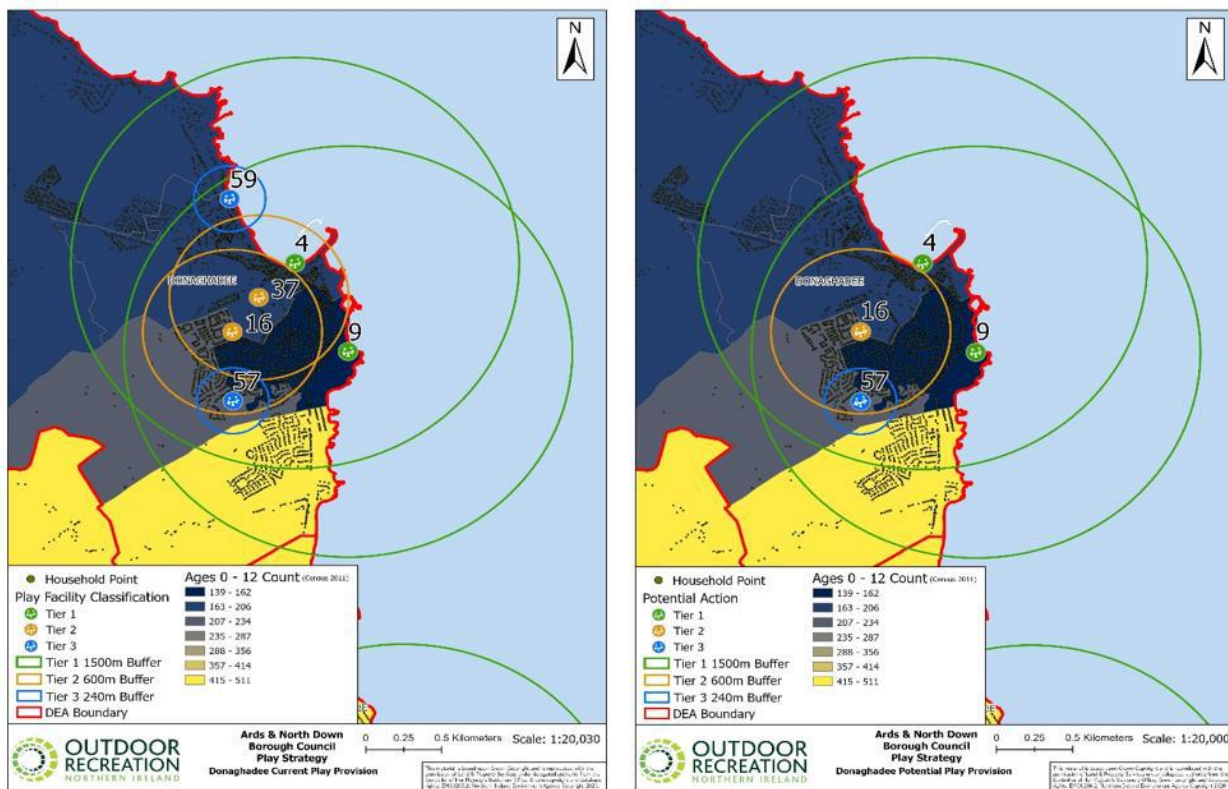 N
59
4
DONAGHADEE
37
16
9
57
Household Point
Play Facility Classification
Tier 1
Tier 2
Tier 3
Tier 1 1500m Buffer
Tier 2 600m Buffer
Tier 3 240m Buffer
DEA Boundary
Ages 0 - 12 Count (Census 2011)
139 - 162
163 - 206
207 - 234
235 - 287
288 - 356
357 - 414
415 - 511
OUTDOOR
RECREATION
NORTHERN IRELAND
Ards & North Down
Borough Council
Play Strategy
Donaghadee Current Play Provision
0 0.25 0.5 Kilometers Scale: 1:20,030
N
4
DONAGHADEE
16
9
57
Household Point
Potential Action
Tier 1
Tier 2
Tier 3
Tier 1 1500m Buffer
Tier 2 600m Buffer
Tier 3 240m Buffer
DEA Boundary
Ages 0 - 12 Count (Census 2011)
139 - 162
163 - 206
207 - 234
235 - 287
288 - 356
357 - 414
415 - 511
OUTDOOR
RECREATION
NORTHERN IRELAND
Ards & North Down
Borough Council
Play Strategy
Donaghadee Potential Play Provision
0 0.25 0.5 Kilometers Scale: 1:20,000